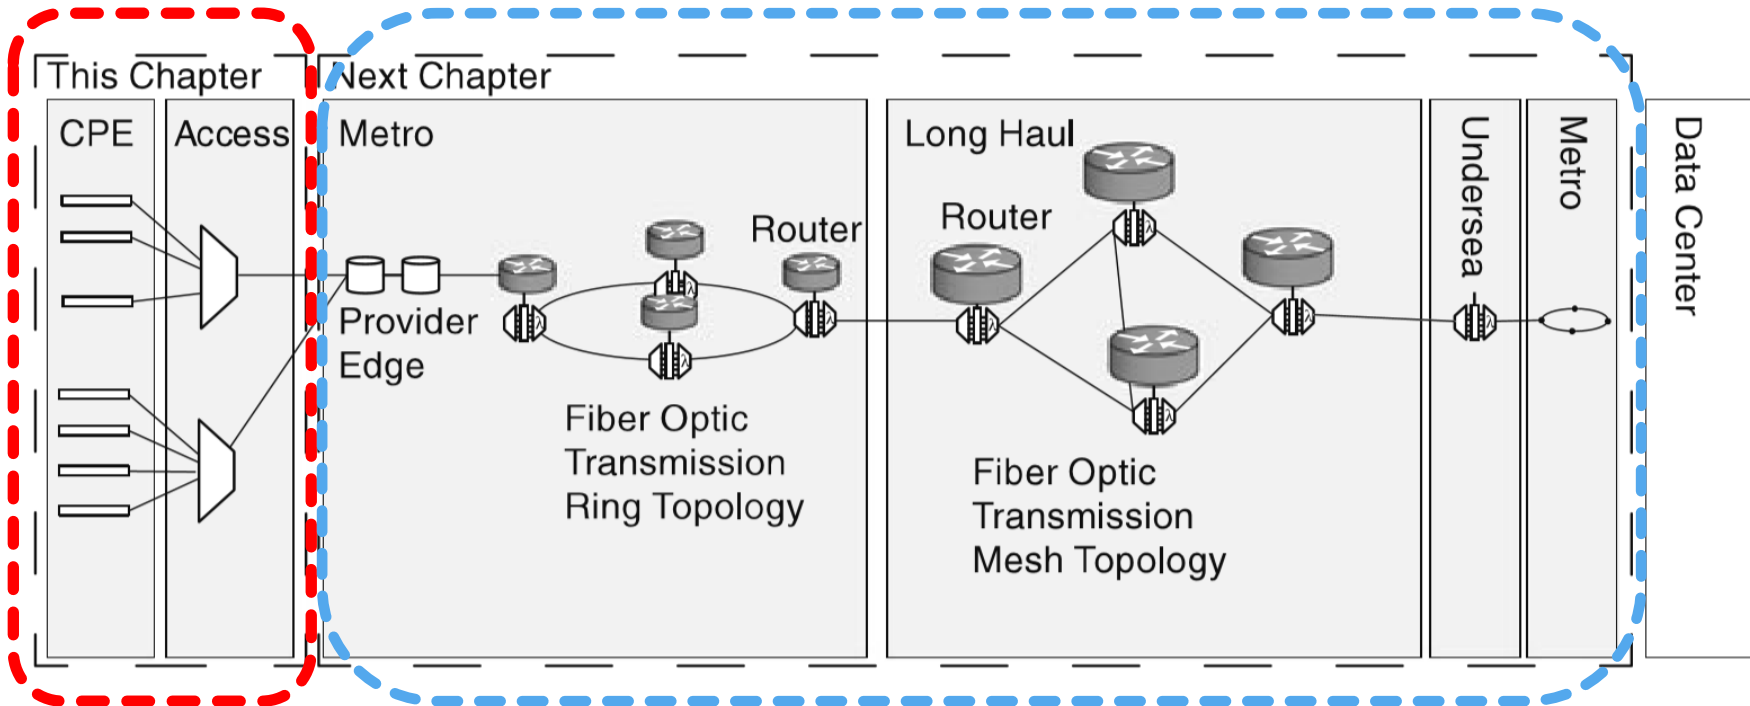 This Chapter
Next Chapter
CPE
Access
Metro
Long Haul
Undersea
Metro
Data Center
Router
Router
Provider
Edge
λ
λ
λ
λ
λ
λ
λ
λ
λ
Fiber Optic
Transmission
Ring Topology
Fiber Optic
Transmission
Mesh Topology